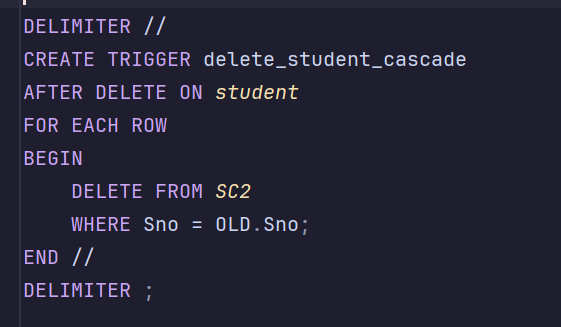 DELIMITER //
CREATE TRIGGER delete_student_cascade
AFTER DELETE ON student
FOR EACH ROW
BEGIN
    DELETE FROM SC2
    WHERE Sno = OLD.Sno;
END //
DELIMITER ;